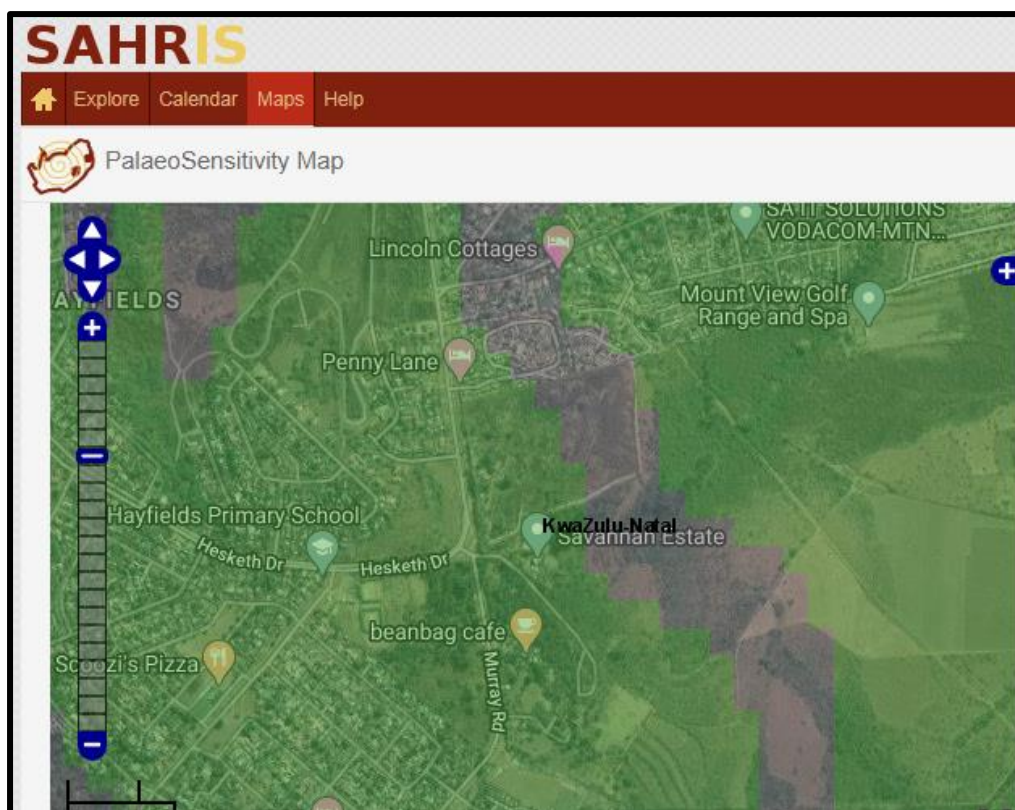 SAHRIS
Explore Calendar Maps Help
PalaeoSensitivity Map
SATI SOLUTIONS
VODACOM-MTN...
Lincoln Cottages
AYFIELDS
Mount View Golf
Range and Spa
Penny Lane
Hayfields Primary School
KwaZulu-Natal
Savannah Estate
Hesketh Dr
Hesketh Dr
beanbag cafe
Scoozi's Pizza
Murray Rd